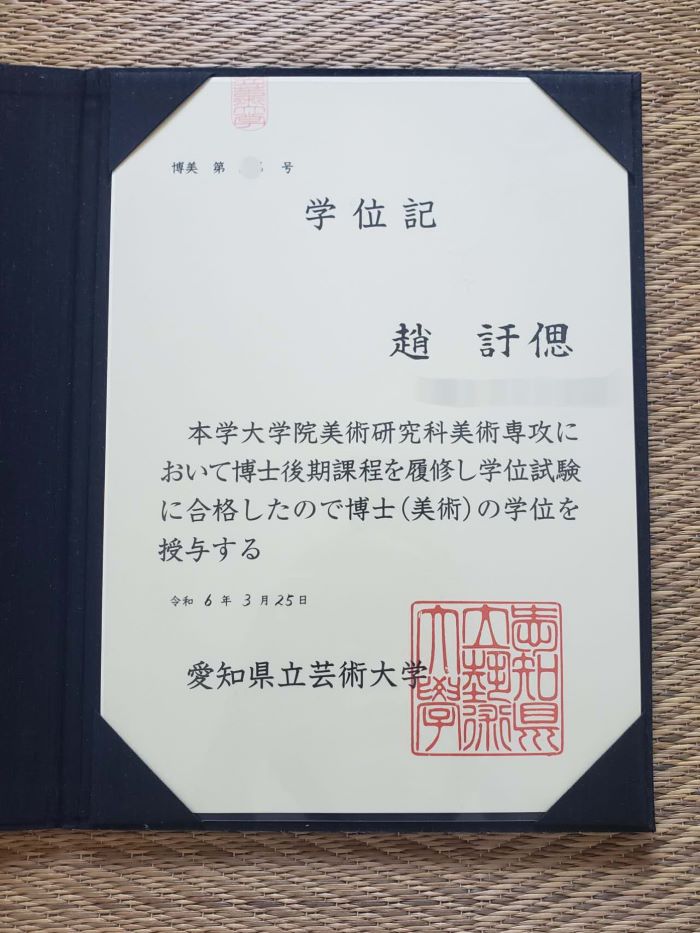 博美 第 号
学位記
趙 訏偲
本学大学院美術研究科美術専攻に
おいて博士後期課程を履修し学位試験
に合格したので博士(美術)の学位を
授与する
令和 6 年 3 月 25 日
愛知県立芸術大学